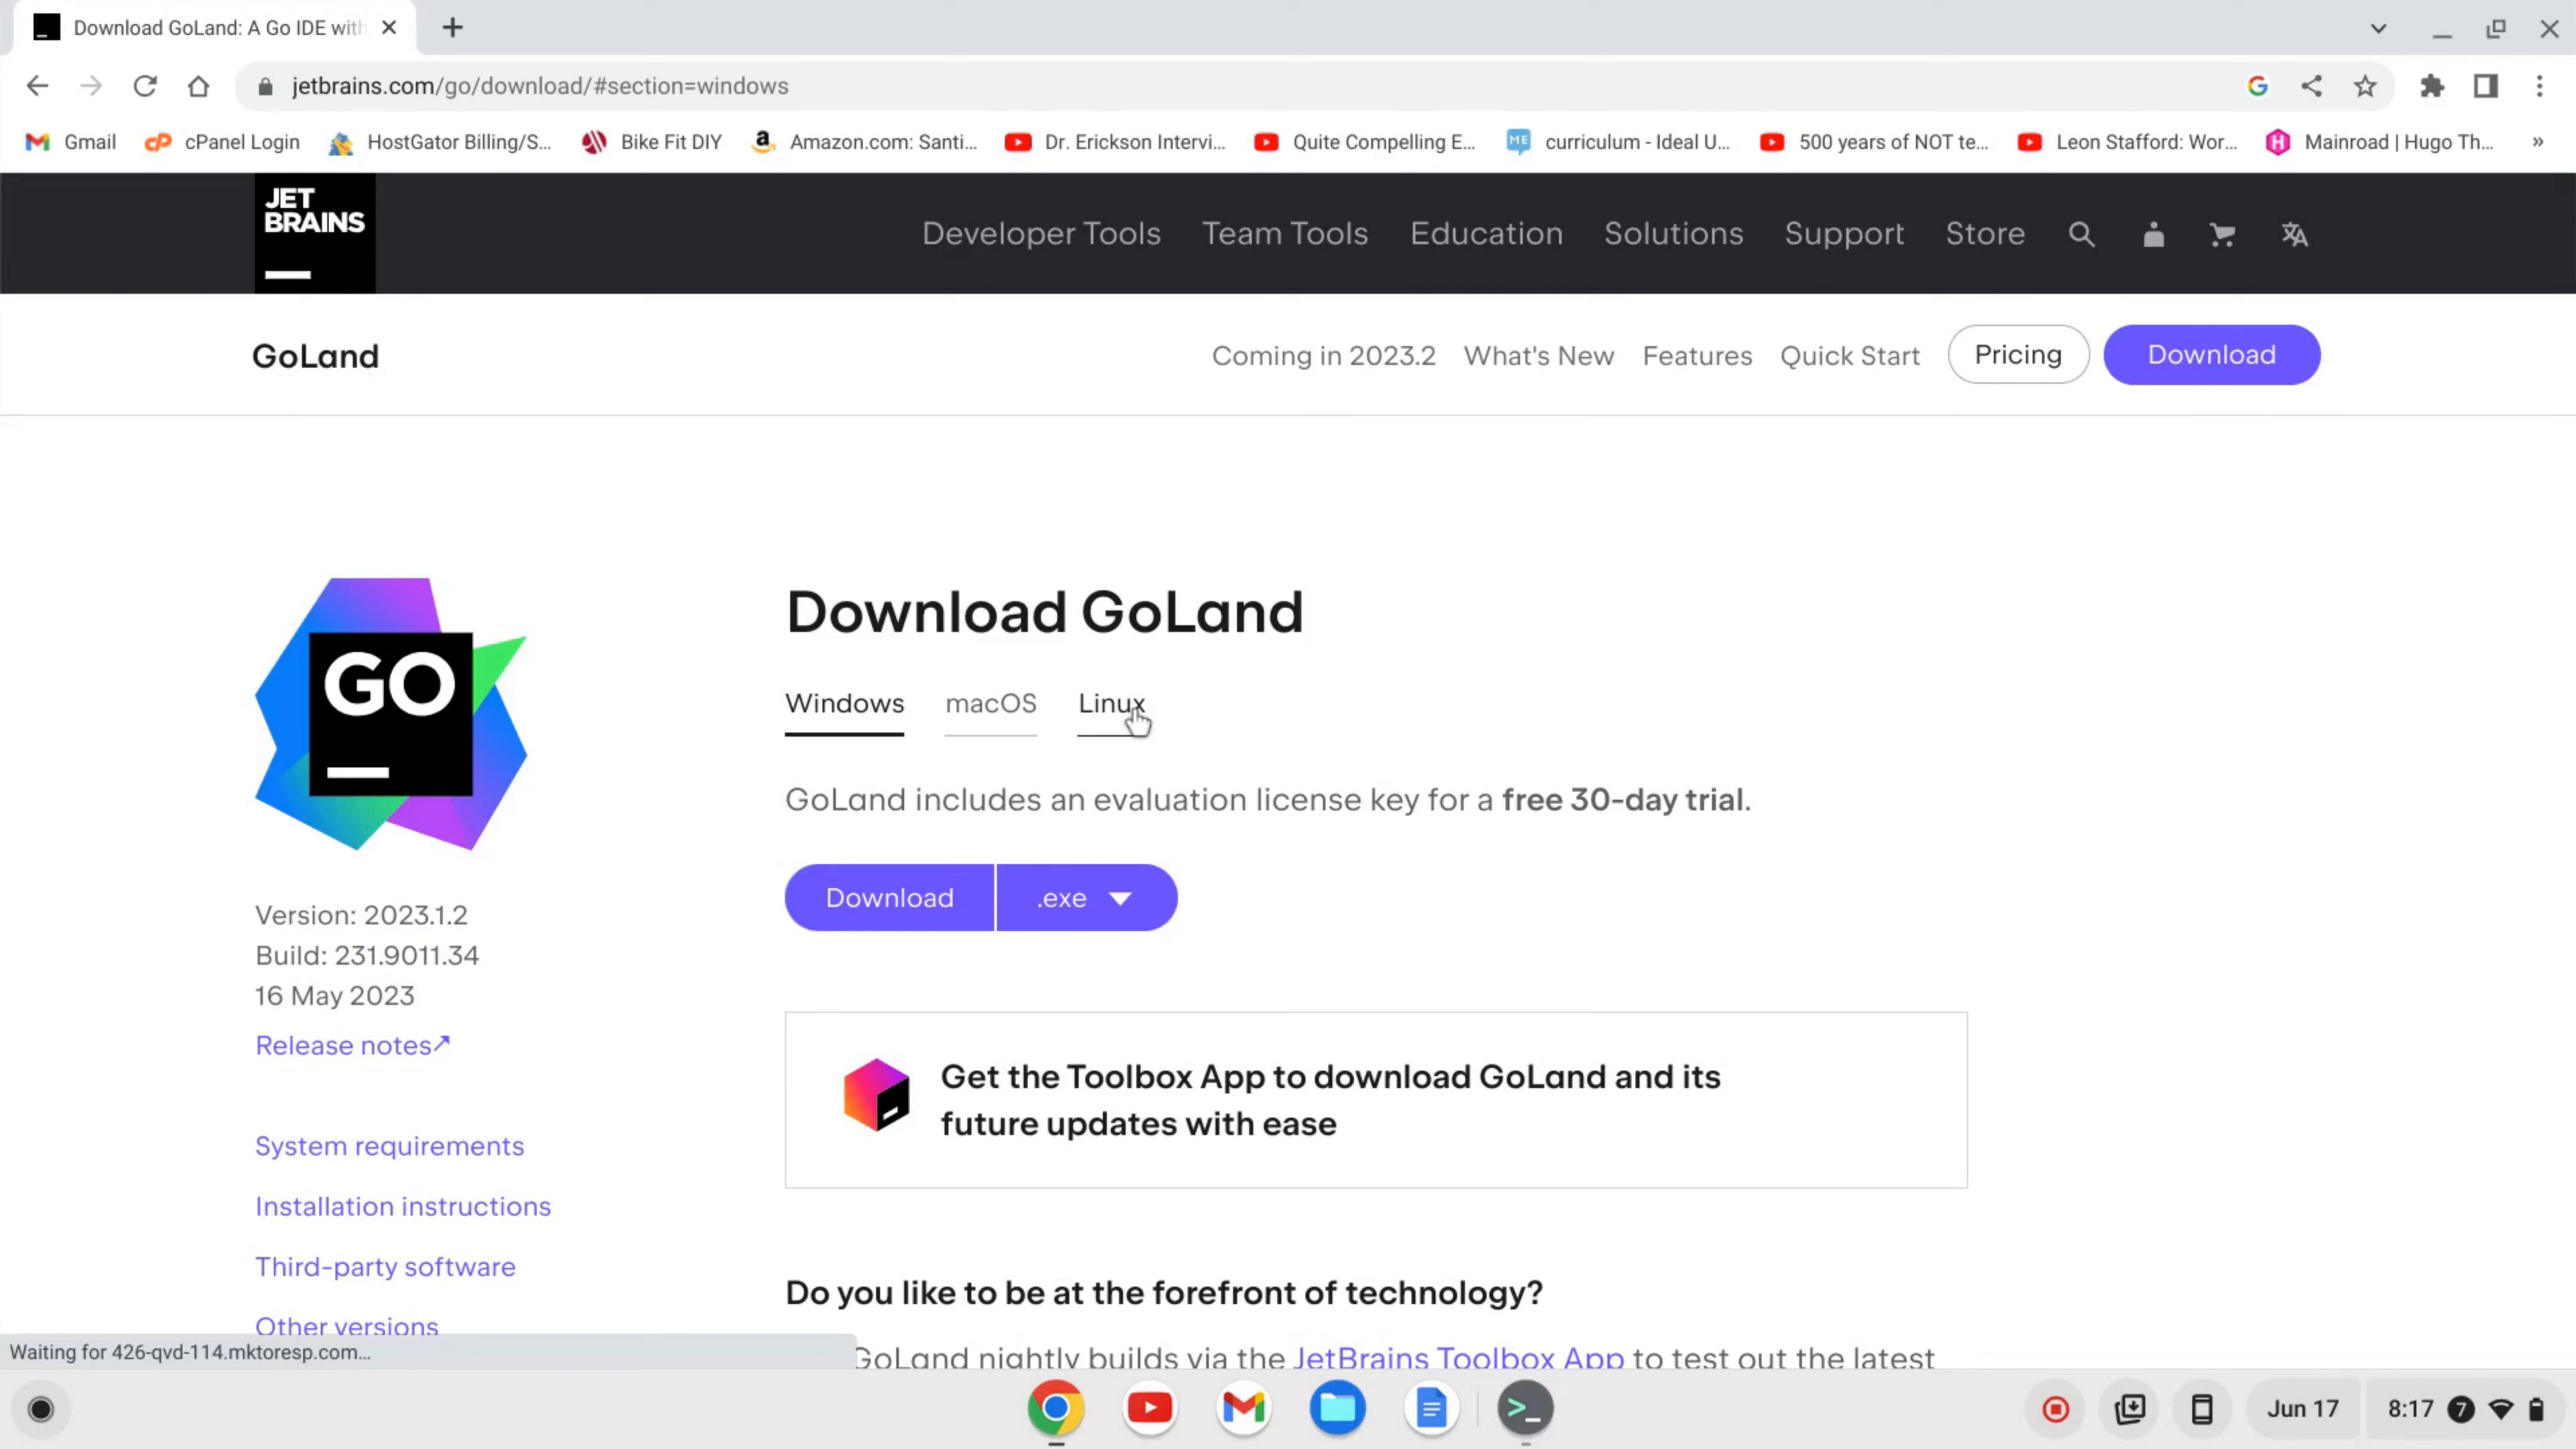 Download GoLand: A Go IDE with
jetbrains.com/go/download/#section=windows
Gmail
cPanel Login
HostGator Billing/S...
Bike Fit DIY
Amazon.com: Santi...
Dr. Erickson Intervi...
Quite Compelling E...
ME
curriculum - Ideal U...
500 years of NOT te...
Leon Stafford: Wor...
Mainroad | Hugo Th...
»
JET
BRAINS
Developer Tools
Team Tools
Education
Solutions
Support
Store
GoLand
Coming in 2023.2
What's New
Features
Quick Start
Pricing
Download
GO
Download GoLand
Windows
macOS
Linux
GoLand includes an evaluation license key for a free 30-day trial.
Download
.exe
Version: 2023.1.2
Build: 231.9011.34
16 May 2023
Release notes↗
Get the Toolbox App to download GoLand and its
future updates with ease
System requirements
Installation instructions
Third-party software
Other versions
Do you like to be at the forefront of technology?
GoLand nightly builds via the JetBrains Toolbox App to test out the latest
Waiting for 426-qvd-114.mktoresp.com...
Jun 17
8:17
7